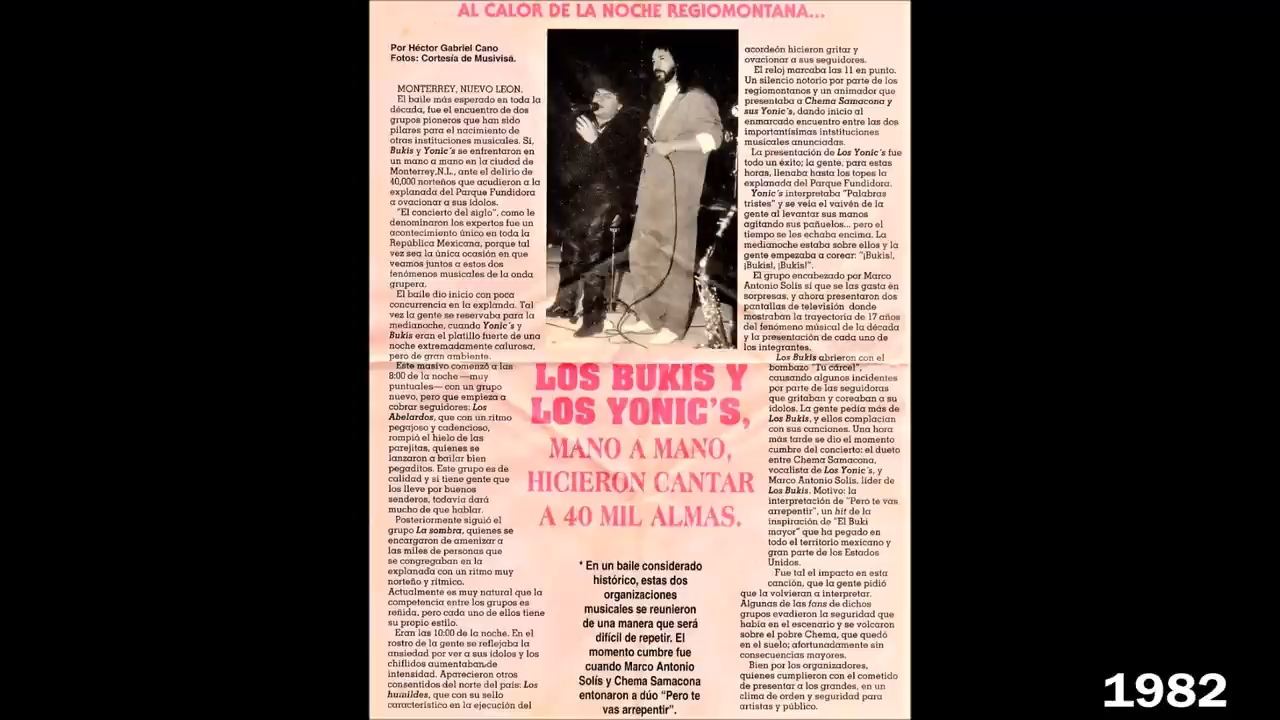 AL CALOR DE LA NOCHE REGIOMONTANA...
Por Héctor Gabriel Cano
Fotos: Cortesía de Musivisa.
MONTERREY, NUEVO LEON.
El baile más esperado en toda la
década, fue el encuentro de dos
grupos pioneros que han sido
pilares para el nacimiento de
otras instituciones musicales. Sí,
Bukis y Yonic's se enfrentaron en
un mano a mano en la ciudad de
Monterrey,N.L., ante el delirio de
40,000 norteños que acudieron a la
explanada del Parque Fundidora
a ovacionar a sus ídolos.
"El concierto del siglo", como le
denominaron los expertos fue un
acontecimiento único en toda la
República Mexicana, porque tal
vez sea la única ocasión en que
veamos juntos a estos dos
fenómenos musicales de la onda
grupera.
El baile dio inicio con poca
concurrencia en la explanda. Tal
vez la gente se reservaba para la
medianoche, cuando Yonic's y
Bukis eran el platillo fuerte de una
noche extremadamente calurosa,
pero de gran ambiente.
Este masivo comenzó a las
8:00 de la noche —muy
puntuales— con un grupo
nuevo, pero que empieza a
cobrar seguidores: Los
Abelardos, que con un ritmo
pegajoso y cadencioso,
rompió el hielo de las
parejitas, quienes se
lanzaron a bailar bien
pegaditos. Este grupo es de
calidad y si tiene gente que
los lleve por buenos
senderos, todavía dará
mucho de que hablar.
Posteriormente siguió el
grupo La sombra, quienes se
encargaron de amenizar a
las miles de personas que
se congregaban en la
explanada con un ritmo muy
norteño y rítmico.
Actualmente es muy natural que la
competencia entre los grupos es
reñida, pero cada uno de ellos tiene
su propio estilo.
Eran las 10:00 de la noche. En el
rostro de la gente se reflejaba la
ansiedad por ver a sus ídolos y los
chiflidos aumentaban de
intensidad. Aparecieron otros
consentidos del norte del país: Los
humildes, que con su sello
característico en la ejecución del
LOS BUKIS Y
LOS YONIC'S,
MANO A MANO,
HICIERON CANTAR
A 40 MIL ALMAS.
* En un baile considerado
histórico, estas dos
organizaciones
musicales se reunieron
de una manera que será
difícil de repetir. El
momento cumbre fue
cuando Marco Antonio
Solís y Chema Samacona
entonaron a dúo "Pero te
vas arrepentir".
acordeón hicieron gritar y
ovacionar a sus seguidores.
El reloj marcaba las 11 en punto.
Un silencio notorio por parte de los
regiomontanos y un animador que
presentaba a Chema Samacona y
sus Yonic's, dando inicio al
enmarcado encuentro entre las dos
importantísimas intstituciones
musicales anunciadas.
La presentación de Los Yonic's fue
todo un éxito; la gente, para estas
horas, llenaba hasta los topes la
explanada del Parque Fundidora.
Yonic's interpretaba "Palabras
tristes" y se veía el vaivén de la
gente al levantar sus manos
agitando sus pañuelos... pero el
tiempo se les echaba encima. La
medianoche estaba sobre ellos y la
gente empezaba a corear: "¡Bukis!,
¡Bukis!, ¡Bukis!".
El grupo encabezado por Marco
Antonio Solís sí que se las gasta en
sorpresas, y ahora presentaron dos
pantallas de televisión donde
mostraban la trayectoria de 17 años
del fenómeno músical de la década
y la presentación de cada uno de
los integrantes.
Los Bukis abrieron con el
bombazo "Tu cárcel",
causando algunos incidentes
por parte de las seguidoras
que gritaban y coreaban a su
ídolos. La gente pedía más de
Los Bukis, y ellos complacían
con sus canciones. Una hora
más tarde se dio el momento
cumbre del concierto: el dueto
entre Chema Samacona,
vocalista de Los Yonic's, y
Marco Antonio Solís, líder de
Los Bukis. Motivo: la
interpretación de "Pero te vas
arrepentir", un hit de la
inspiración de "El Buki
mayor" que ha pegado en
todo el territorio mexicano y
gran parte de los Estados
Unidos.
Fue tal el impacto en esta
canción, que la gente pidió
que la volvieran a interpretar.
Algunas de las fans de dichos
grupos evadieron la seguridad que
había en el escenario y se volcaron
sobre el pobre Chema, que quedó
en el suelo; afortunadamente sin
consecuencias mayores.
Bien por los organizadores,
quienes cumplieron con el cometido
de presentar a los grandes, en un
clima de orden y seguridad para
artistas y público.
1982